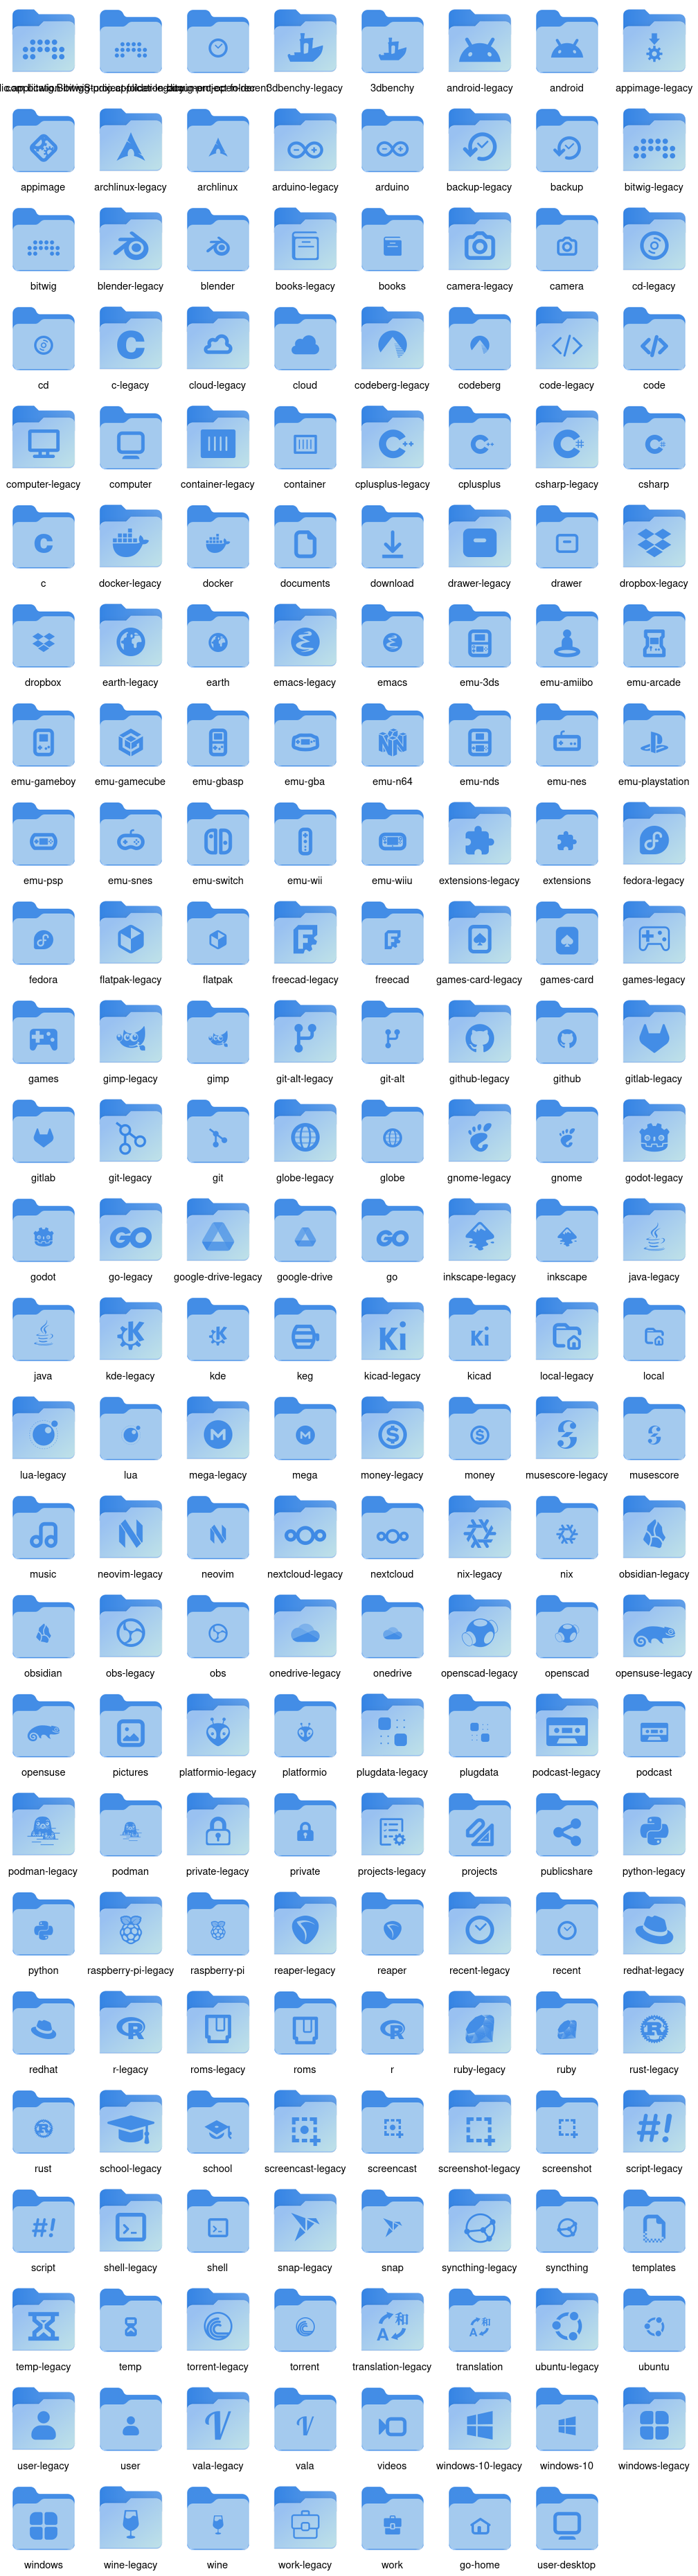 3dbenchy-legacy 3dbenchy android-legacy android appimage-legacy
appimage archlinux-legacy archlinux arduino-legacy arduino backup-legacy backup bitwig-legacy
bitwig blender-legacy blender books-legacy books camera-legacy camera cd-legacy
cd c-legacy cloud-legacy cloud codeberg-legacy codeberg code-legacy code
computer-legacy computer container-legacy container cplusplus-legacy cplusplus csharp-legacy csharp
c docker-legacy docker documents download drawer-legacy drawer dropbox-legacy
dropbox earth-legacy earth emacs-legacy emacs emu-3ds emu-amiibo emu-arcade
emu-gameboy emu-gamecube emu-gbasp emu-gba emu-n64 emu-nds emu-nes emu-playstation
emu-psp emu-snes emu-switch emu-wii emu-wiiu extensions-legacy extensions fedora-legacy
fedora flatpak-legacy flatpak freecad-legacy freecad games-card-legacy games-card games-legacy
games gimp-legacy gimp git-alt-legacy git-alt github-legacy github gitlab-legacy
gitlab git-legacy git globe-legacy globe gnome-legacy gnome godot-legacy
godot go-legacy google-drive-legacy google-drive go inkscape-legacy inkscape java-legacy
java kde-legacy kde keg kicad-legacy kicad local-legacy local
lua-legacy lua mega-legacy mega money-legacy money musescore-legacy musescore
music neovim-legacy neovim nextcloud-legacy nextcloud nix-legacy nix obsidian-legacy
obsidian obs-legacy obs onedrive-legacy onedrive openscad-legacy openscad opensuse-legacy
opensuse pictures platformio-legacy platformio plugdata-legacy plugdata podcast-legacy podcast
podman-legacy podman private-legacy private projects-legacy projects publicshare python-legacy
python raspberry-pi-legacy raspberry-pi reaper-legacy reaper recent-legacy recent redhat-legacy
redhat r-legacy roms-legacy roms r ruby-legacy ruby rust-legacy
rust school-legacy school screencast-legacy screencast screenshot-legacy screenshot script-legacy
script shell-legacy shell snap-legacy snap syncthing-legacy syncthing templates
temp-legacy temp torrent-legacy torrent translation-legacy translation ubuntu-legacy ubuntu
user-legacy user vala-legacy vala videos windows-10-legacy windows-10 windows-legacy
windows wine-legacy wine work-legacy work go-home user-desktop